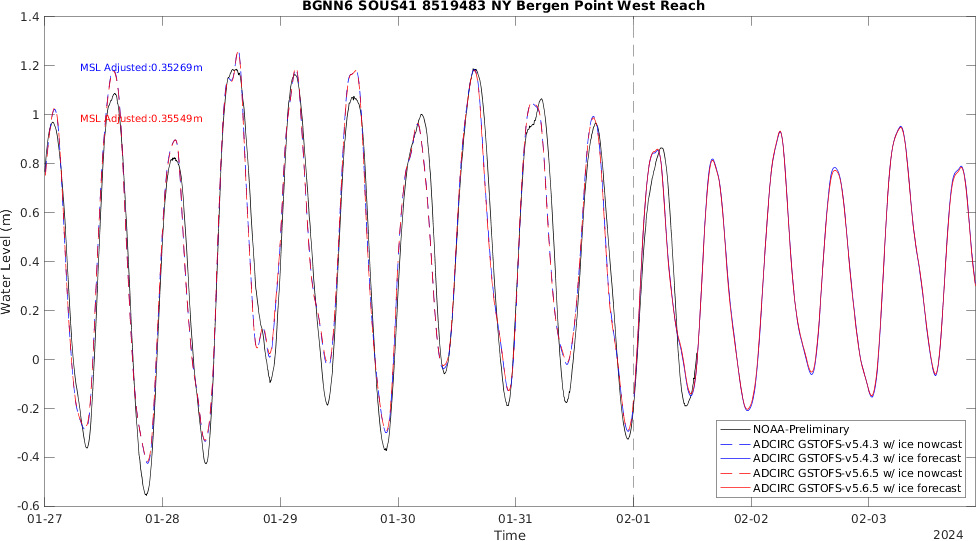 BGNN6 SOUS41 8519483 NY Bergen Point West Reach
1.4
1.2
1
0.8
0.6
0.4
0.2
0
-0.2
-0.4
-0.6
Water Level (m)
MSL Adjusted:0.35269m
MSL Adjusted:0.35549m
NOAA-Preliminary
ADCIRC GSTOFS-v5.4.3 w/ ice nowcast
ADCIRC GSTOFS-v5.4.3 w/ ice forecast
ADCIRC GSTOFS-v5.6.5 w/ ice nowcast
ADCIRC GSTOFS-v5.6.5 w/ ice forecast
01-27 01-28 01-29 01-30 01-31 02-01 02-02 02-03
Time
2024